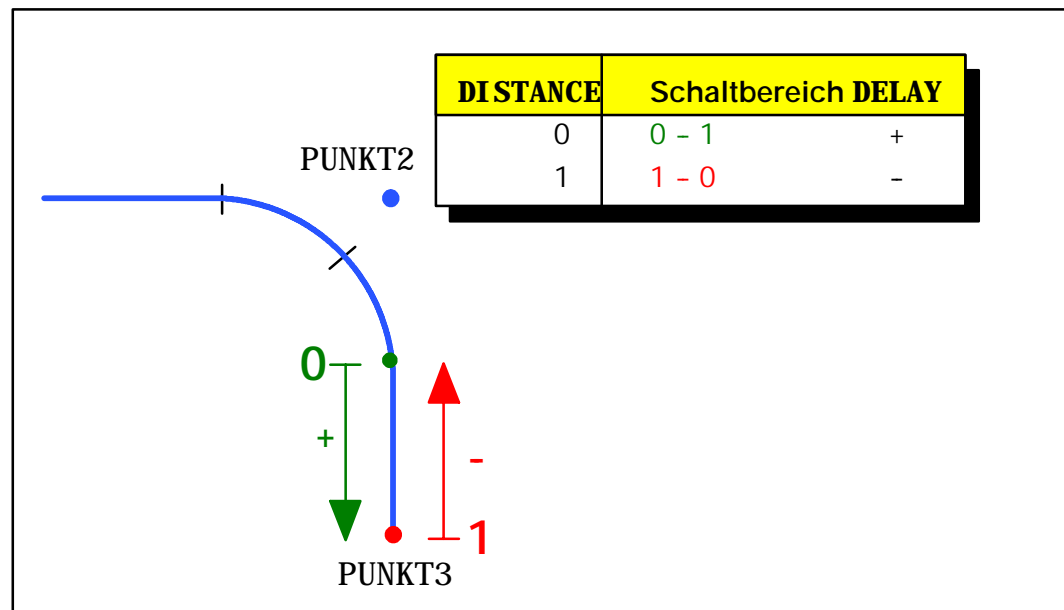 DISTANCE Schaltbereich DELAY
0 0 – 1 +
1 1 – 0 –
PUNKT2
0
+
-
1
PUNKT3